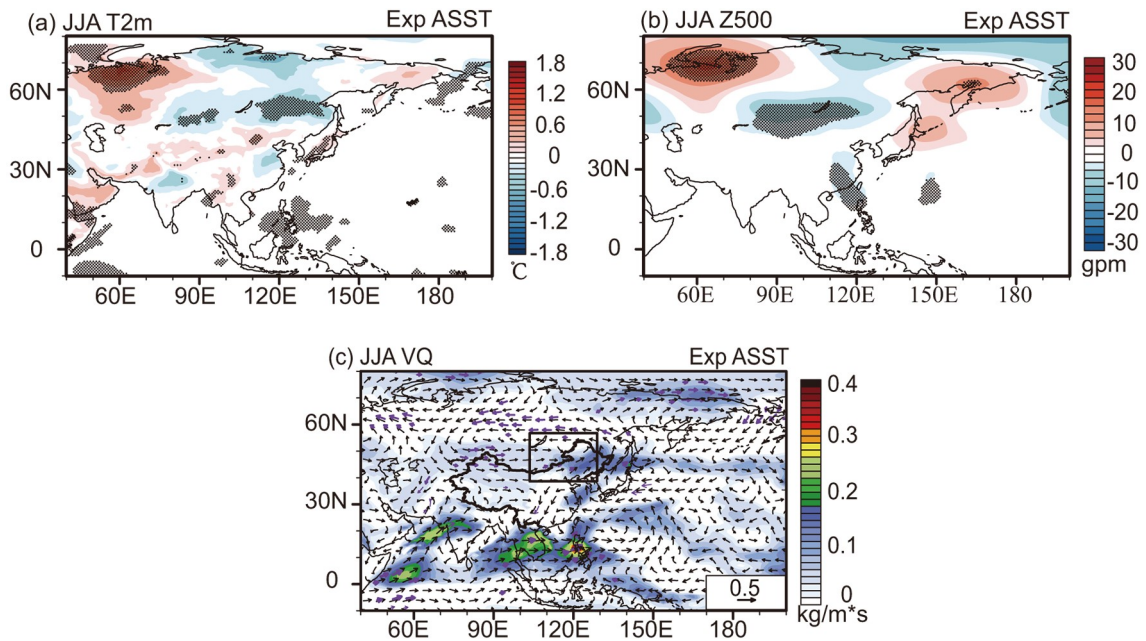 (a) JJA T2m Exp ASST
60N
30N
0
60E 90E 120E 150E 180
1.8
1.2
0.6
0
-0.6
-1.2
-1.8
℃
(b) JJA Z500 Exp ASST
60N
30N
0
60E 90E 120E 150E 180
30
20
10
0
-10
-20
-30
gpm
(c) JJA VQ Exp ASST
60N
30N
0
60E 90E 120E 150E 180
0.5
0.4
0.3
0.2
0.1
0
kg/m*s